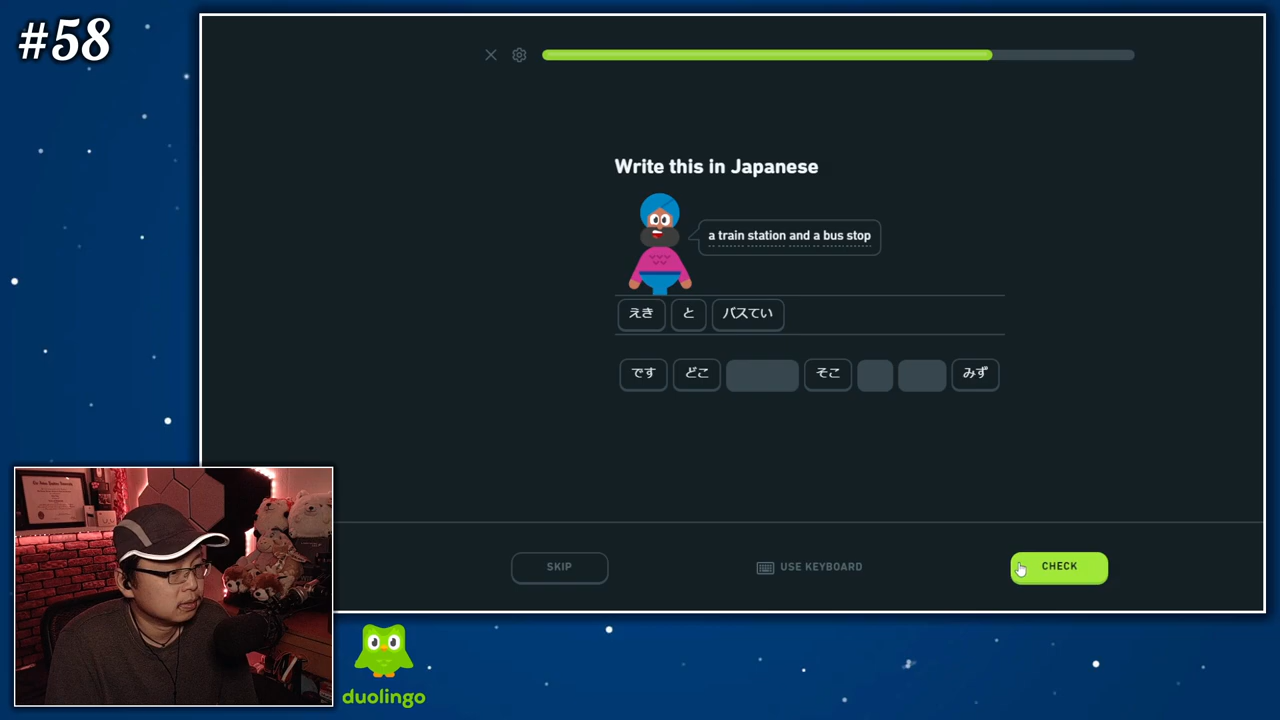 #58
Write this in Japanese
a train station and a bus stop
えき と バスてい
です どこ そこ みず
SKIP USE KEYBOARD CHECK
duolingo